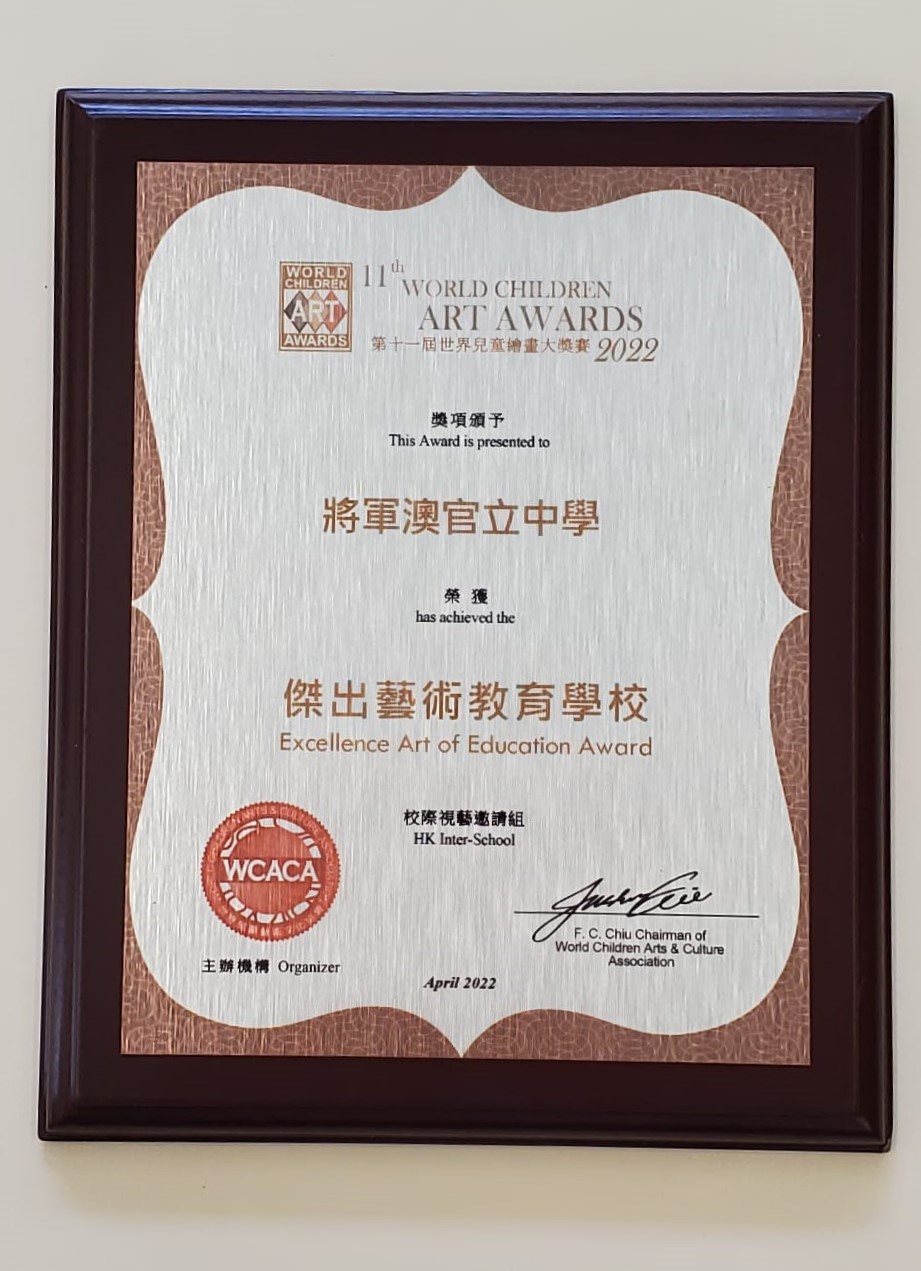 WORLD
CHILDREN
ART
AWARDS
11th
WORLD CHILDREN
ART AWARDS
第十一屆世界兒童繪畫大獎賽 2022
獎項頒予
This Award is presented to
將軍澳官立中學
榮獲
has achieved the
傑出藝術教育學校
Excellence Art of Education Award
校際視藝邀請組
HK Inter-School
WCACA
F. C. Chiu Chairman of
World Children Arts & Culture
Association
主辦機構 Organizer
April 2022